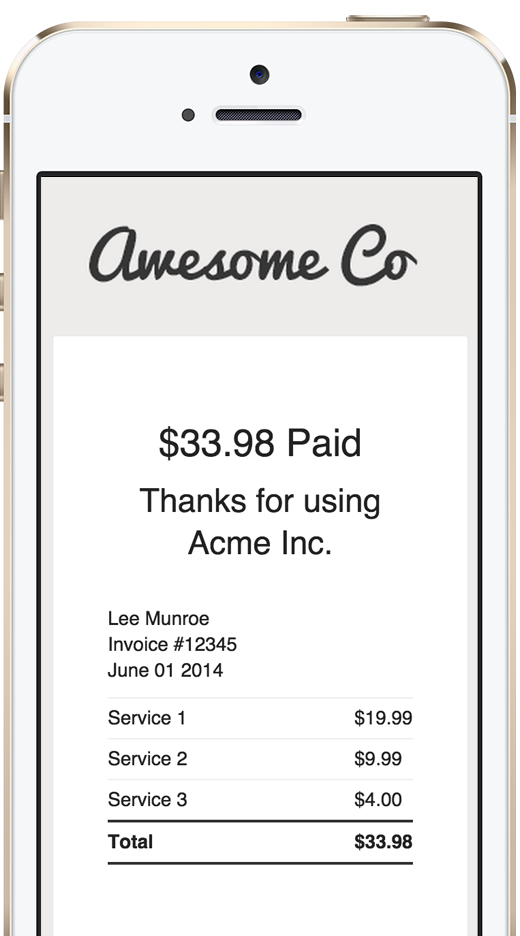 Awesome Co
$33.98 Paid
Thanks for using
Acme Inc.
Lee Munroe
Invoice #12345
June 01 2014
Service 1 $19.99
Service 2 $9.99
Service 3 $4.00
Total $33.98